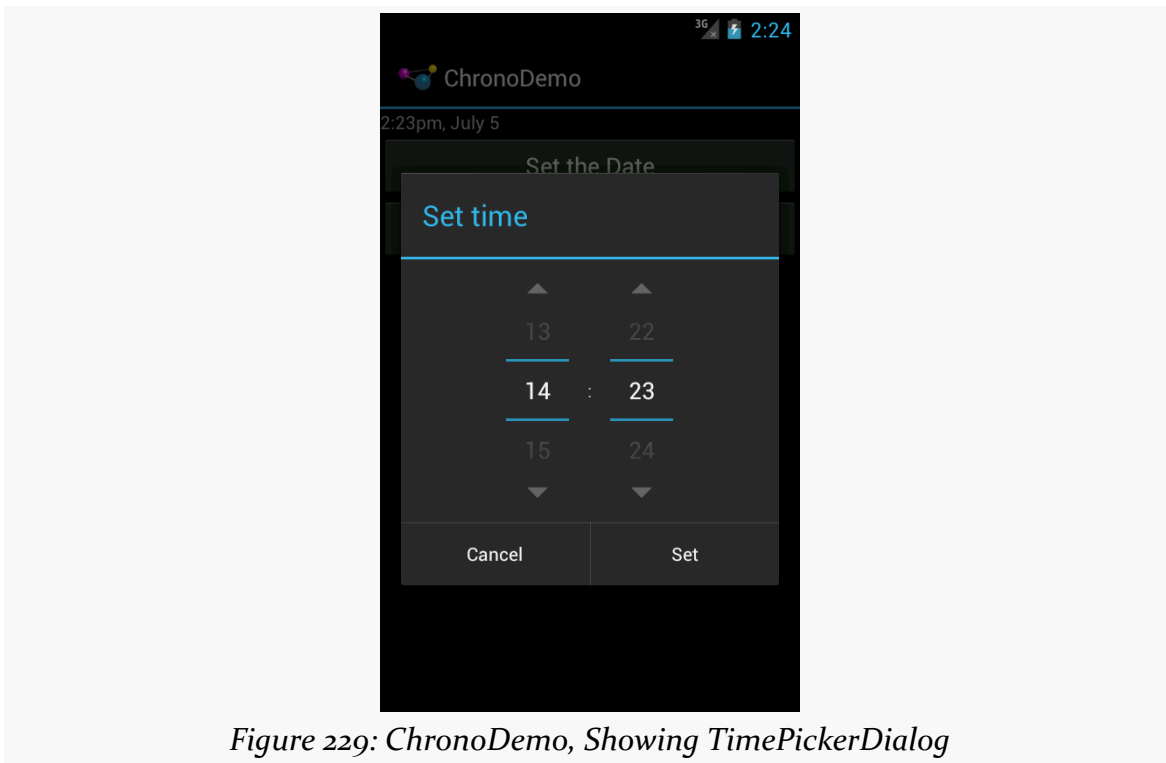 3G 2:24
ChronoDemo
2:23pm, July 5
Set the Date
Set time
13 22
14 : 23
15 24
Cancel Set
Figure 229: ChronoDemo, Showing TimePickerDialog